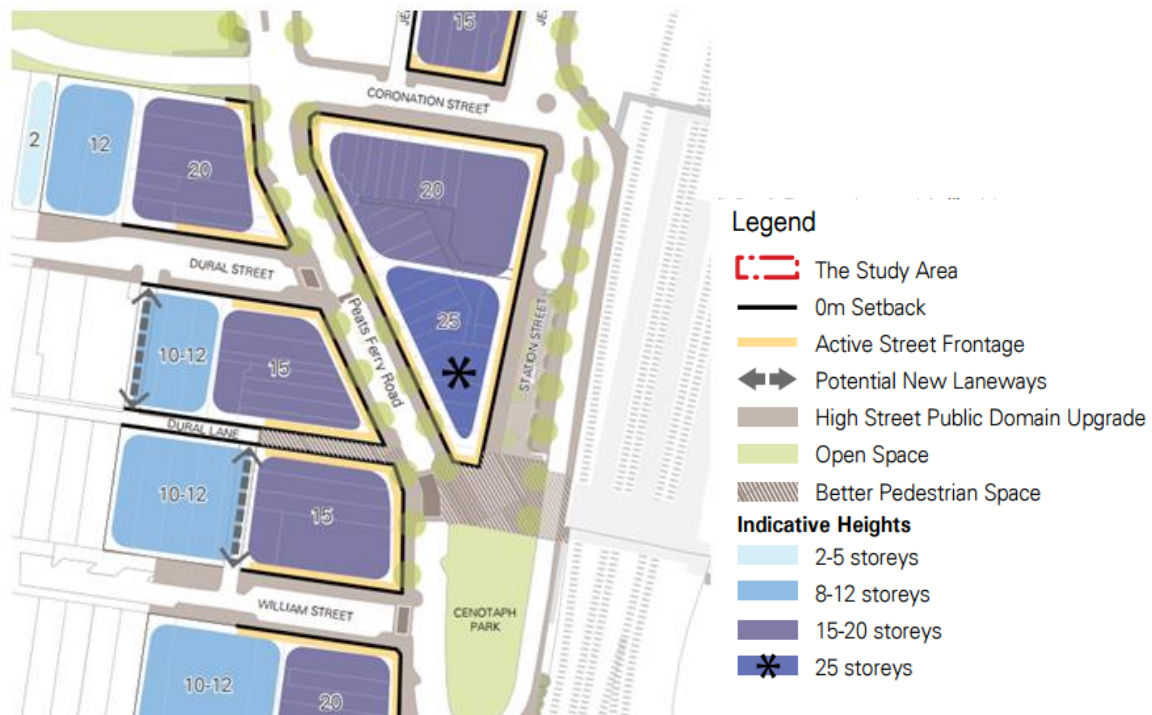 15
CORONATION STREET
2
12
20
20
DURAL STREET
Peats Ferry Road
25
STATION STREET
10-12
15
DURAL LANE
10-12
15
WILLIAM STREET
CENOTAPH
PARK
10-12
20
Legend
The Study Area
0m Setback
Active Street Frontage
Potential New Laneways
High Street Public Domain Upgrade
Open Space
Better Pedestrian Space
Indicative Heights
2-5 storeys
8-12 storeys
15-20 storeys
25 storeys